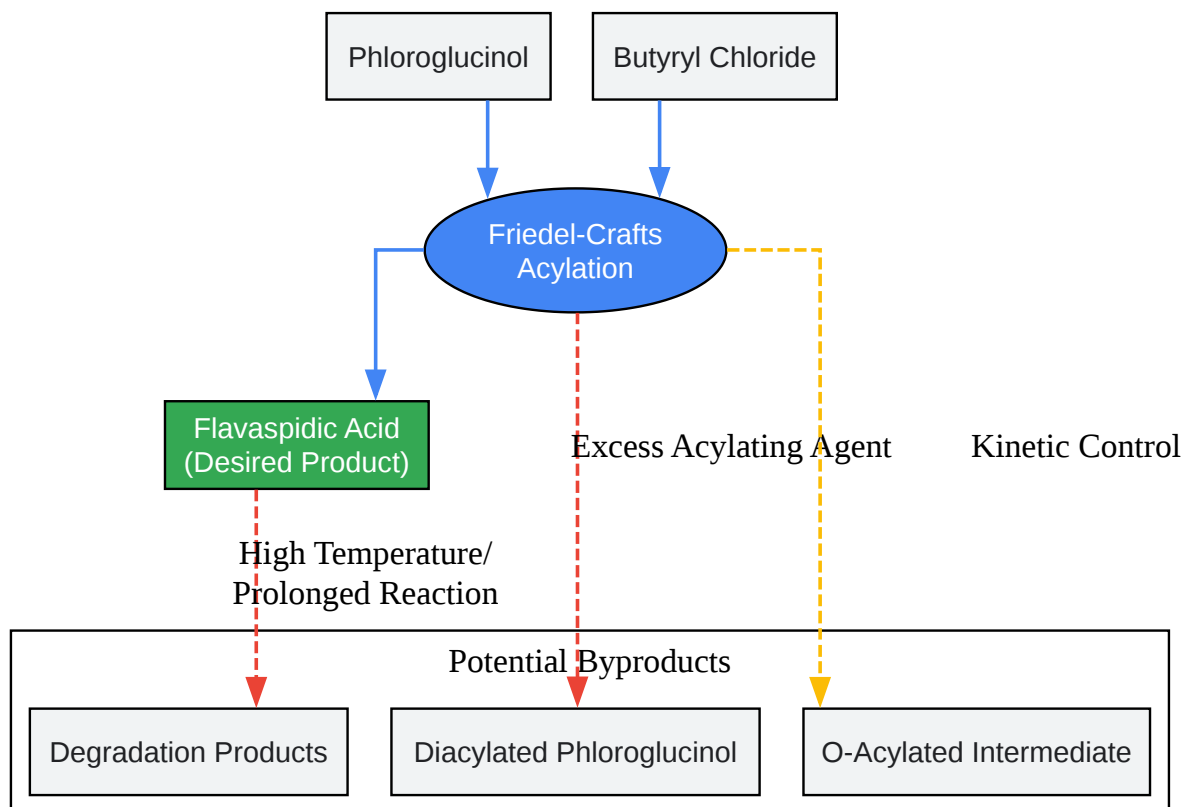 Phloroglucinol
Butyryl Chloride
Friedel-Crafts
Acylation
Flavaspidic Acid
(Desired Product)
Excess Acylating Agent
Kinetic Control
High Temperature/
Prolonged Reaction
Potential Byproducts
Degradation Products
Diacylated Phloroglucinol
O-Acylated Intermediate